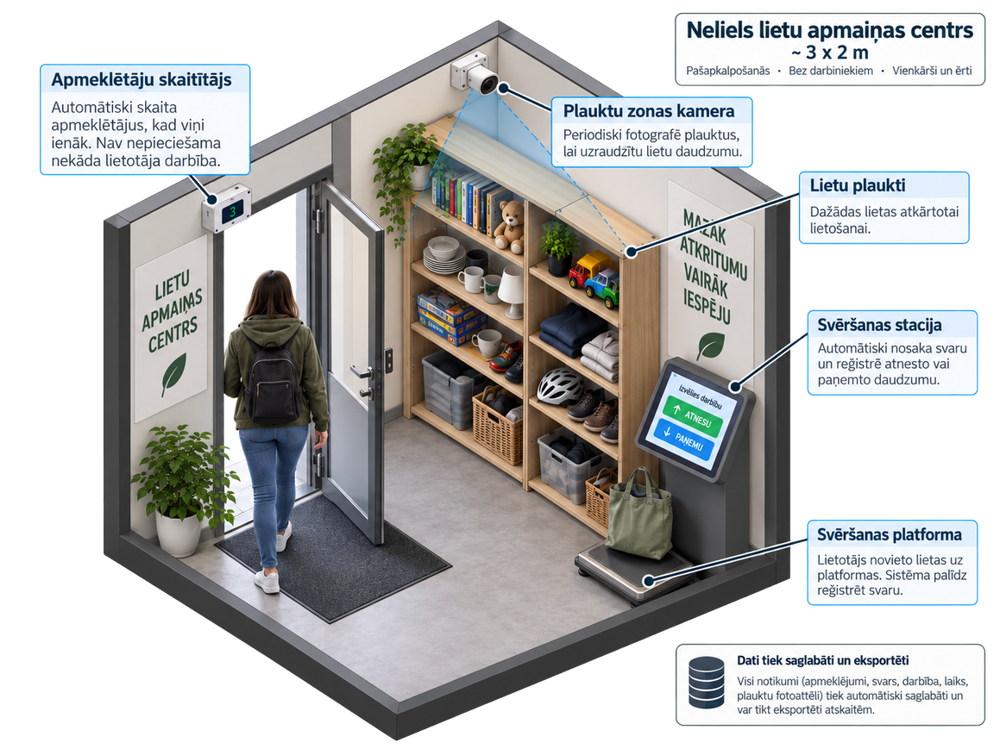 Neliels lietu apmaiņas centrs
~ 3 x 2 m
Pašapkalpošanās • Bez darbiniekiem • Vienkārši un ērti
Apmeklētāju skaitītājs
Automātiski skaita
apmeklētājus, kad viņi
ienāk. Nav nepieciešama
nekāda lietotāja darbība.
Plauktu zonas kamera
Periodiski fotografē plauktus,
lai uzraudzītu lietu daudzumu.
Lietu plaukti
Dažādas lietas atkārtotai
lietošanai.
3
LIETU
APMAIŅAS
CENTRS
MAZĀK
ATKRITUMU
VAIRĀK
IESPĒJU
Svēršanas stacija
Automātiski nosaka svaru
un reģistrē atnesto vai
paņemto daudzumu.
Izvēlies darbību
↑ ATNESU
↓ PAŅEMU
Svēršanas platforma
Lietotājs novieto lietas uz
platformas. Sistēma palīdz
reģistrēt svaru.
Dati tiek saglabāti un eksportēti
Visi notikumi (apmeklējumi, svars, darbība, laiks,
plauktu fotoattēli) tiek automātiski saglabāti un
var tikt eksportēti atskaitēm.